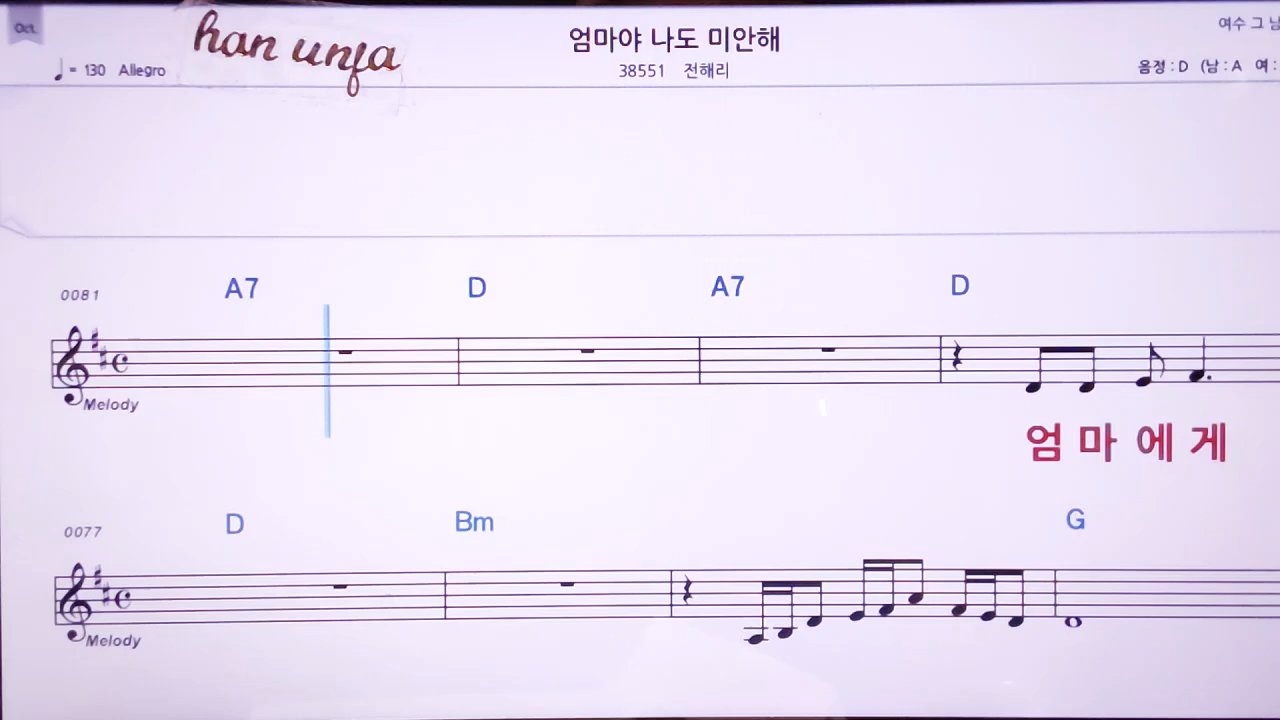 Oct.
han unfa
엄마야 나도 미안해
여수 그 남
♩= 130 Allegro
38551 전해리
음정 : D (남 : A 여 :
0081
A7 D A7 D
Melody
엄 마 에 게
0077
D Bm G
Melody